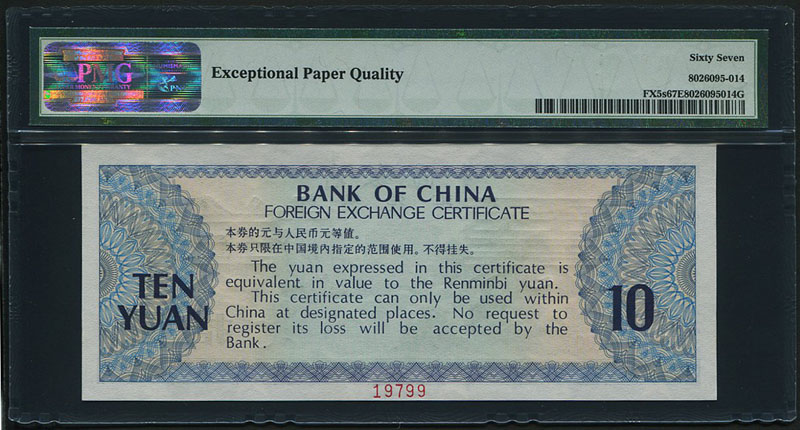 PMG
Exceptional Paper Quality
Sixty Seven
8026095-014
FX5s67E8026095014G
BANK OF CHINA
FOREIGN EXCHANGE CERTIFICATE
本券的元与人民币元等值。
本券只限在中国境内指定的范围使用。不得挂失。
The yuan expressed in this certificate is
equivalent in value to the Renminbi yuan.
This certificate can only be used within
China at designated places. No request to
register its loss will be accepted by the
Bank.
TEN
YUAN
10
19799